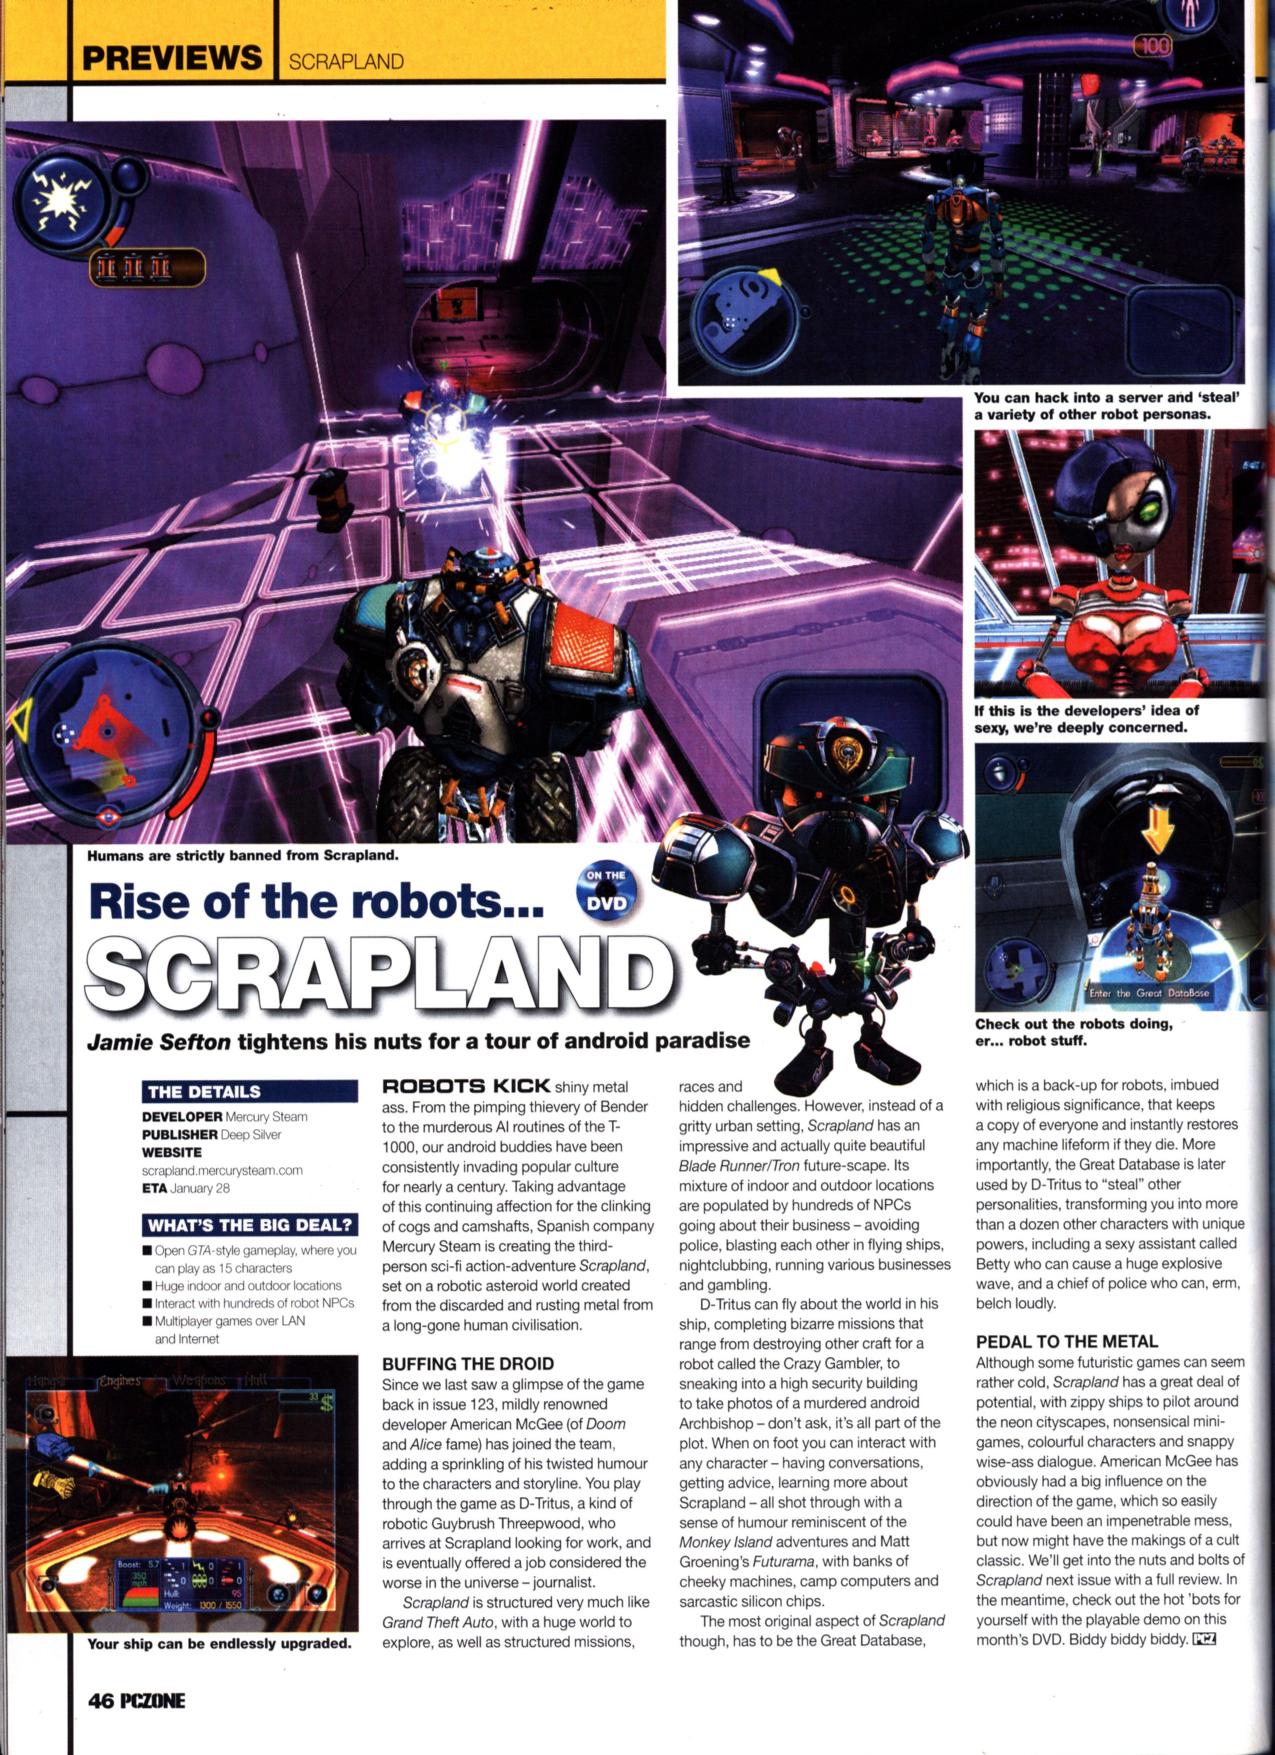 PREVIEWS SCRAPLAND
100
You can hack into a server and 'steal'
a variety of other robot personas.
If this is the developers' idea of
sexy, we're deeply concerned.
Enter the Great DataBase
Check out the robots doing,
er... robot stuff.
Humans are strictly banned from Scrapland.
Rise of the robots...
ON THE
DVD
SCRAPLAND
Jamie Sefton tightens his nuts for a tour of android paradise
THE DETAILS
DEVELOPER Mercury Steam
PUBLISHER Deep Silver
WEBSITE
scrapland.mercurysteam.com
ETA January 28
WHAT'S THE BIG DEAL?
■ Open GTA-style gameplay, where you
can play as 15 characters
■ Huge indoor and outdoor locations
■ Interact with hundreds of robot NPCs
■ Multiplayer games over LAN
and Internet
Engines Weapons Hull
33 $
Boost: 5.7
350
mph
Hull: 95
Weight: 1300 / 1550
Your ship can be endlessly upgraded.
ROBOTS KICK shiny metal
ass. From the pimping thievery of Bender
to the murderous AI routines of the T-
1000, our android buddies have been
consistently invading popular culture
for nearly a century. Taking advantage
of this continuing affection for the clinking
of cogs and camshafts, Spanish company
Mercury Steam is creating the third-
person sci-fi action-adventure Scrapland,
set on a robotic asteroid world created
from the discarded and rusting metal from
a long-gone human civilisation.
BUFFING THE DROID
Since we last saw a glimpse of the game
back in issue 123, mildly renowned
developer American McGee (of Doom
and Alice fame) has joined the team,
adding a sprinkling of his twisted humour
to the characters and storyline. You play
through the game as D-Tritus, a kind of
robotic Guybrush Threepwood, who
arrives at Scrapland looking for work, and
is eventually offered a job considered the
worse in the universe – journalist.
Scrapland is structured very much like
Grand Theft Auto, with a huge world to
explore, as well as structured missions,
races and
hidden challenges. However, instead of a
gritty urban setting, Scrapland has an
impressive and actually quite beautiful
Blade Runner/Tron future-scape. Its
mixture of indoor and outdoor locations
are populated by hundreds of NPCs
going about their business – avoiding
police, blasting each other in flying ships,
nightclubbing, running various businesses
and gambling.
D-Tritus can fly about the world in his
ship, completing bizarre missions that
range from destroying other craft for a
robot called the Crazy Gambler, to
sneaking into a high security building
to take photos of a murdered android
Archbishop – don't ask, it's all part of the
plot. When on foot you can interact with
any character – having conversations,
getting advice, learning more about
Scrapland – all shot through with a
sense of humour reminiscent of the
Monkey Island adventures and Matt
Groening's Futurama, with banks of
cheeky machines, camp computers and
sarcastic silicon chips.
The most original aspect of Scrapland
though, has to be the Great Database,
which is a back-up for robots, imbued
with religious significance, that keeps
a copy of everyone and instantly restores
any machine lifeform if they die. More
importantly, the Great Database is later
used by D-Tritus to "steal" other
personalities, transforming you into more
than a dozen other characters with unique
powers, including a sexy assistant called
Betty who can cause a huge explosive
wave, and a chief of police who can, erm,
belch loudly.
PEDAL TO THE METAL
Although some futuristic games can seem
rather cold, Scrapland has a great deal of
potential, with zippy ships to pilot around
the neon cityscapes, nonsensical mini-
games, colourful characters and snappy
wise-ass dialogue. American McGee has
obviously had a big influence on the
direction of the game, which so easily
could have been an impenetrable mess,
but now might have the makings of a cult
classic. We'll get into the nuts and bolts of
Scrapland next issue with a full review. In
the meantime, check out the hot 'bots for
yourself with the playable demo on this
month's DVD. Biddy biddy biddy. PCZ
46 PCZONE